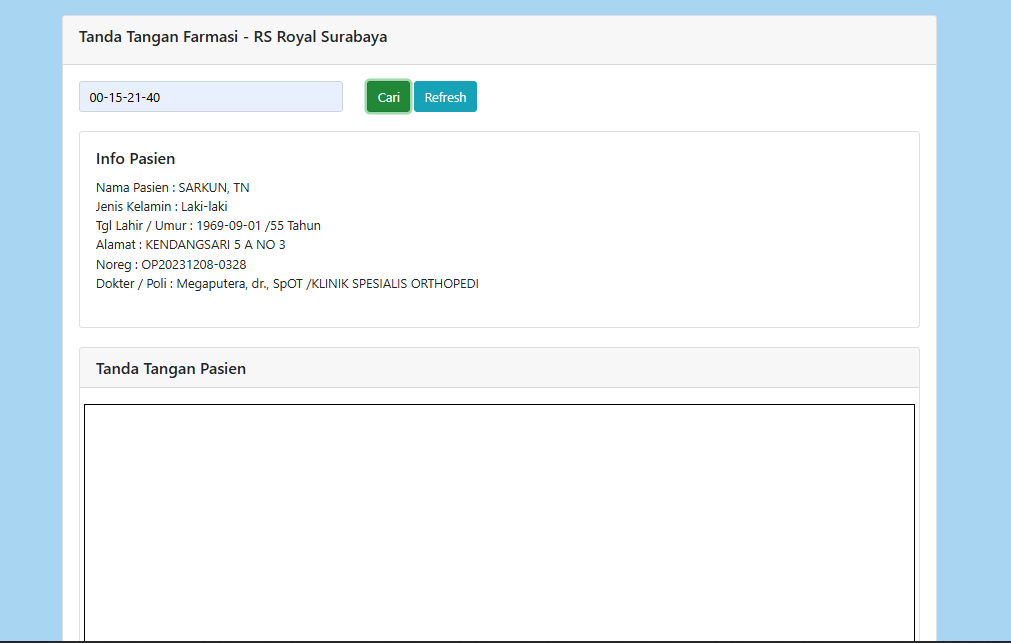 Tanda Tangan Farmasi - RS Royal Surabaya
00-15-21-40
Cari
Refresh
Info Pasien
Nama Pasien : SARKUN, TN
Jenis Kelamin : Laki-laki
Tgl Lahir / Umur : 1969-09-01 /55 Tahun
Alamat : KENDANGSARI 5 A NO 3
Noreg : OP20231208-0328
Dokter / Poli : Megaputera, dr., SpOT /KLINIK SPESIALIS ORTHOPEDI
Tanda Tangan Pasien